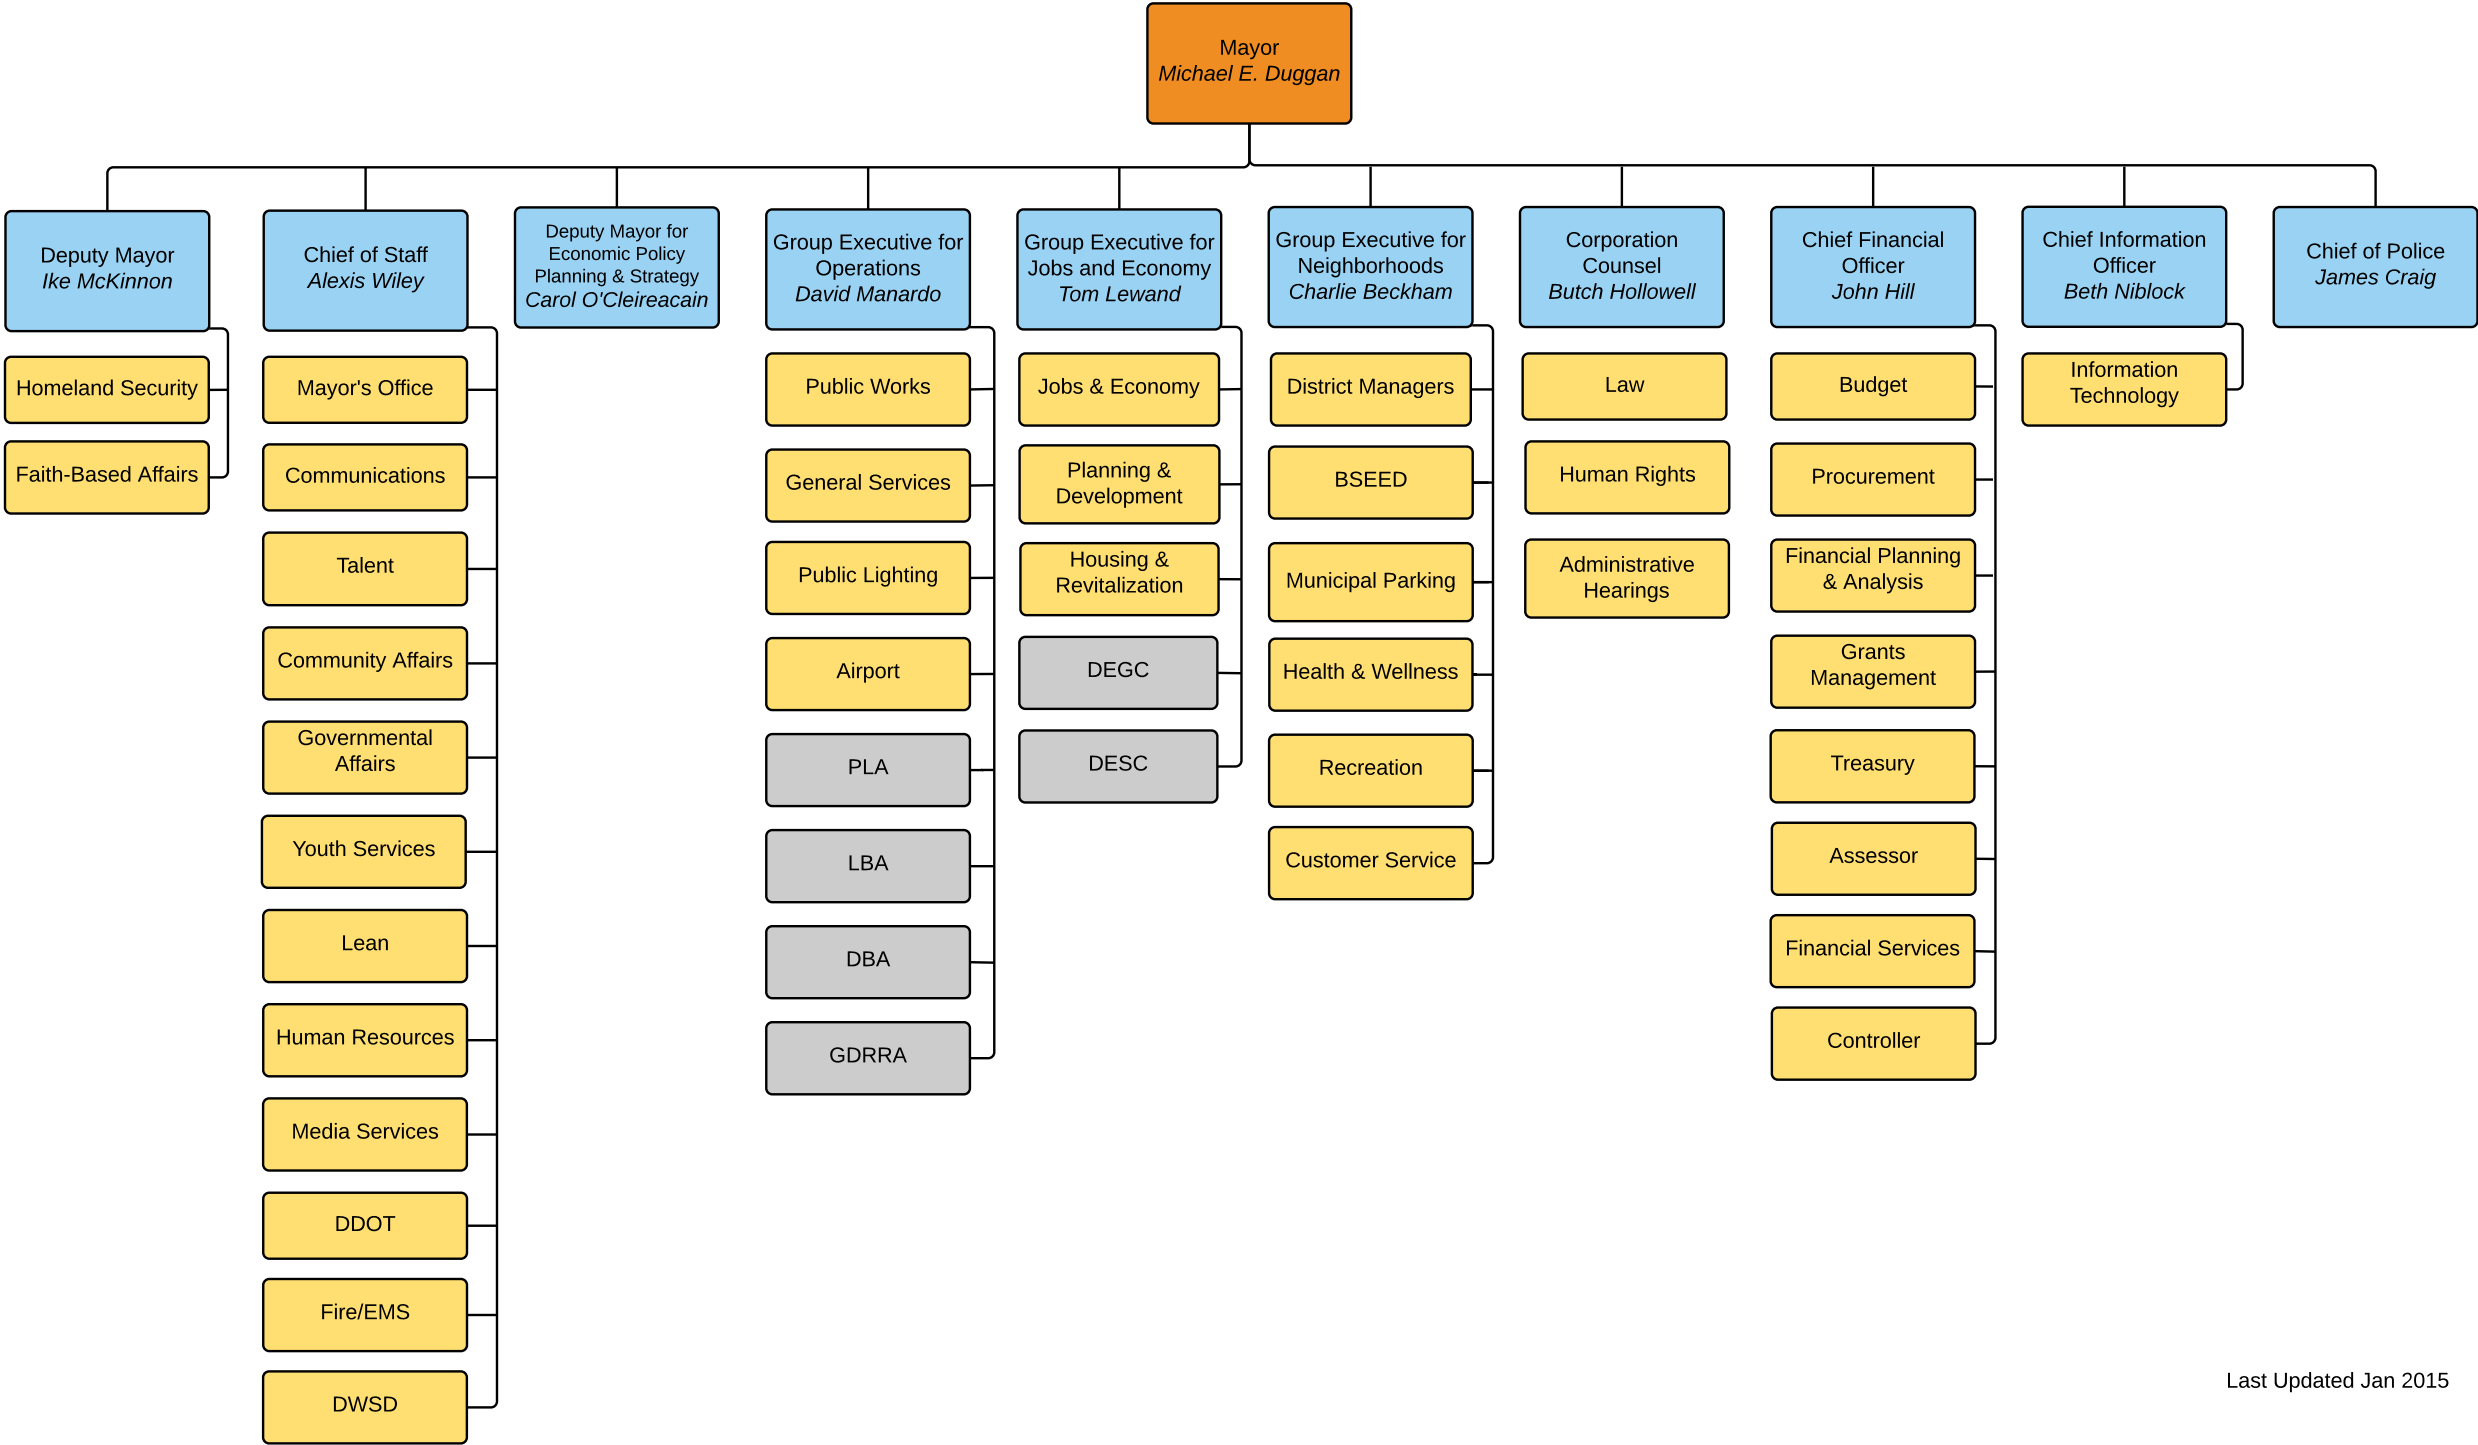 Mayor
Michael E. Duggan
Deputy Mayor
Ike McKinnon
Homeland Security
Faith-Based Affairs
Chief of Staff
Alexis Wiley
Mayor's Office
Communications
Talent
Community Affairs
Governmental
Affairs
Youth Services
Lean
Human Resources
Media Services
DDOT
Fire/EMS
DWSD
Deputy Mayor for
Economic Policy
Planning & Strategy
Carol O'Cleireacain
Group Executive for
Operations
David Manardo
Public Works
General Services
Public Lighting
Airport
PLA
LBA
DBA
GDRRA
Group Executive for
Jobs and Economy
Tom Lewand
Jobs & Economy
Planning &
Development
Housing &
Revitalization
DEGC
DESC
Group Executive for
Neighborhoods
Charlie Beckham
District Managers
BSEED
Municipal Parking
Health & Wellness
Recreation
Customer Service
Corporation
Counsel
Butch Hollowell
Law
Human Rights
Administrative
Hearings
Chief Financial
Officer
John Hill
Budget
Procurement
Financial Planning
& Analysis
Grants
Management
Treasury
Assessor
Financial Services
Controller
Chief Information
Officer
Beth Niblock
Information
Technology
Chief of Police
James Craig
Last Updated Jan 2015